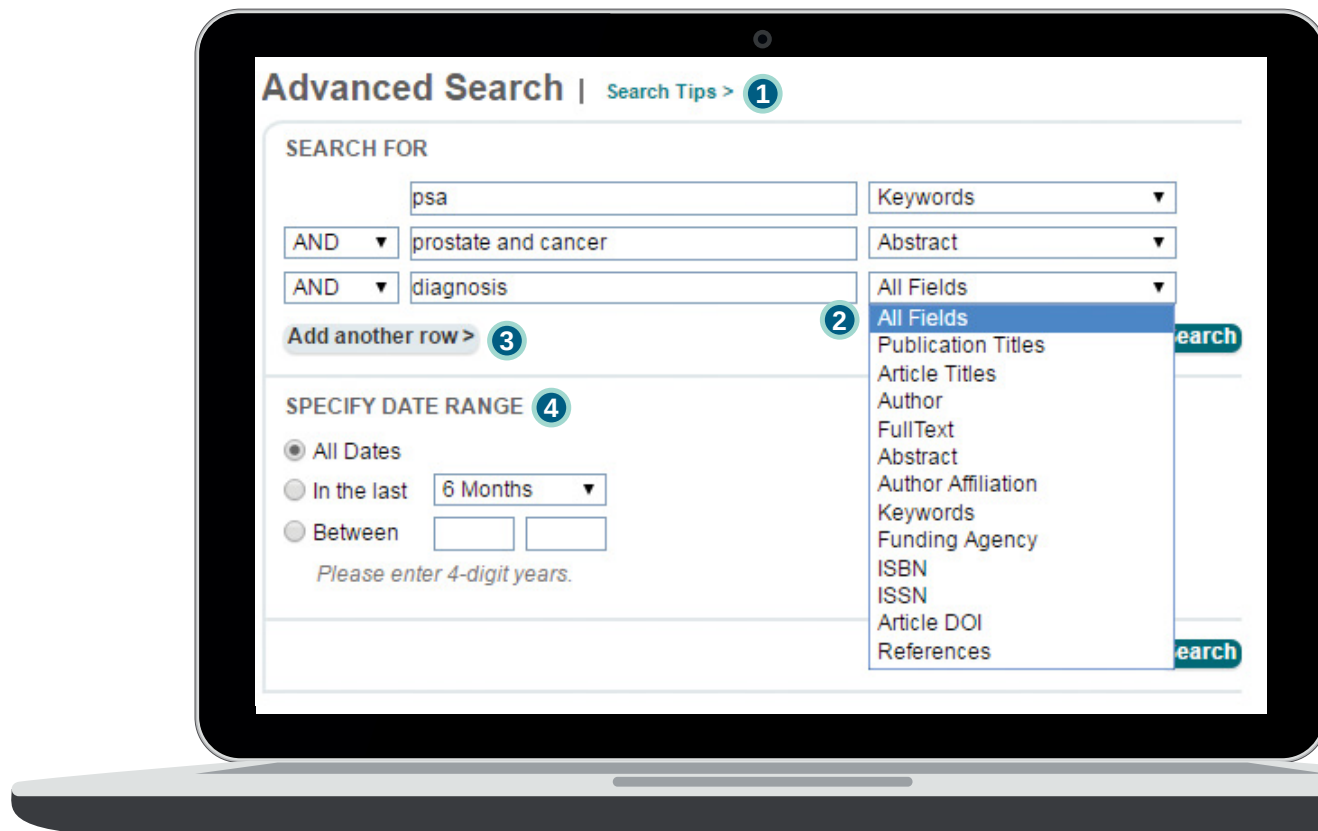 Advanced Search | Search Tips > 1
SEARCH FOR
psa Keywords
AND prostate and cancer Abstract
AND diagnosis All Fields
2 All Fields
Add another row > 3 earch
Publication Titles
Article Titles
SPECIFY DATE RANGE 4
Author
FullText
All Dates
Abstract
In the last 6 Months
Author Affiliation
Keywords
Between
Funding Agency
Please enter 4-digit years.
ISBN
ISSN
Article DOI
References earch